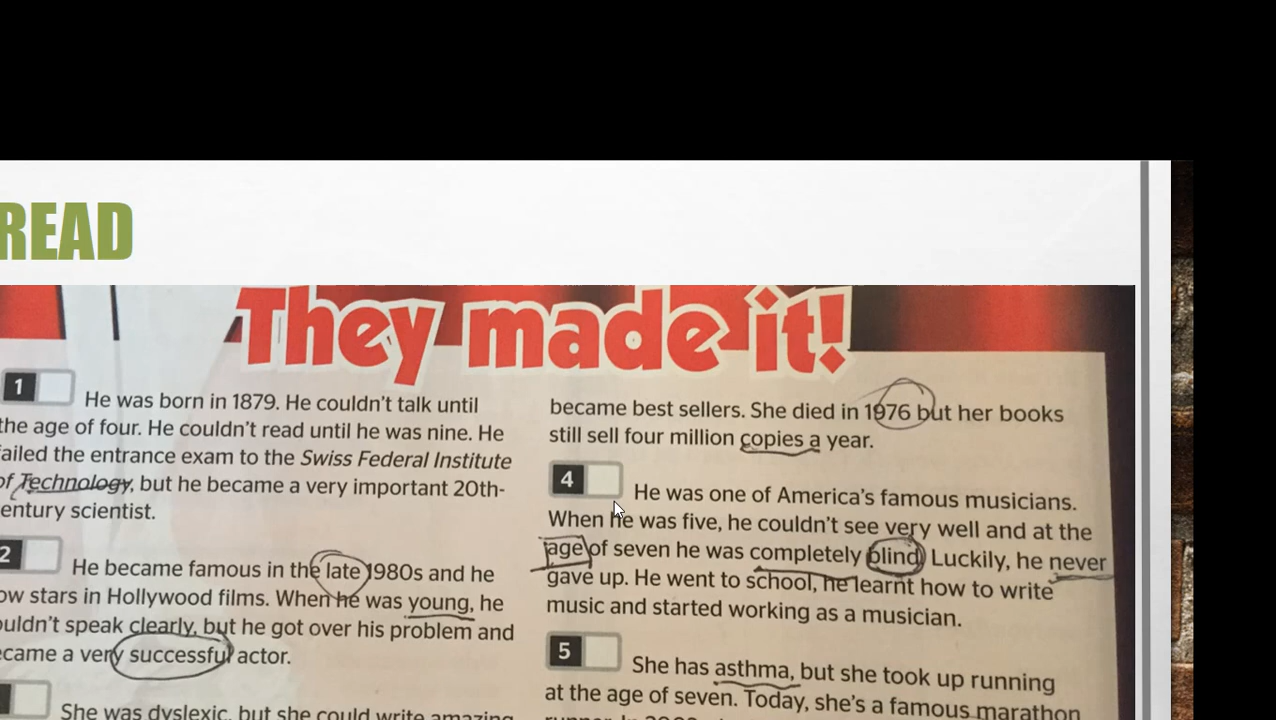 READ
They made it!
1 He was born in 1879. He couldn't talk until
the age of four. He couldn't read until he was nine. He
ailed the entrance exam to the Swiss Federal Institute
of Technology, but he became a very important 20th-
entury scientist.
2 He became famous in the late 1980s and he
ow stars in Hollywood films. When he was young, he
ouldn't speak clearly, but he got over his problem and
came a very successful actor.
She was dyslexic, but she could write amazing
became best sellers. She died in 1976 but her books
still sell four million copies a year.
4 He was one of America's famous musicians.
When he was five, he couldn't see very well and at the
age of seven he was completely blind. Luckily, he never
gave up. He went to school, he learnt how to write
music and started working as a musician.
5 She has asthma, but she took up running
at the age of seven. Today, she's a famous marathon